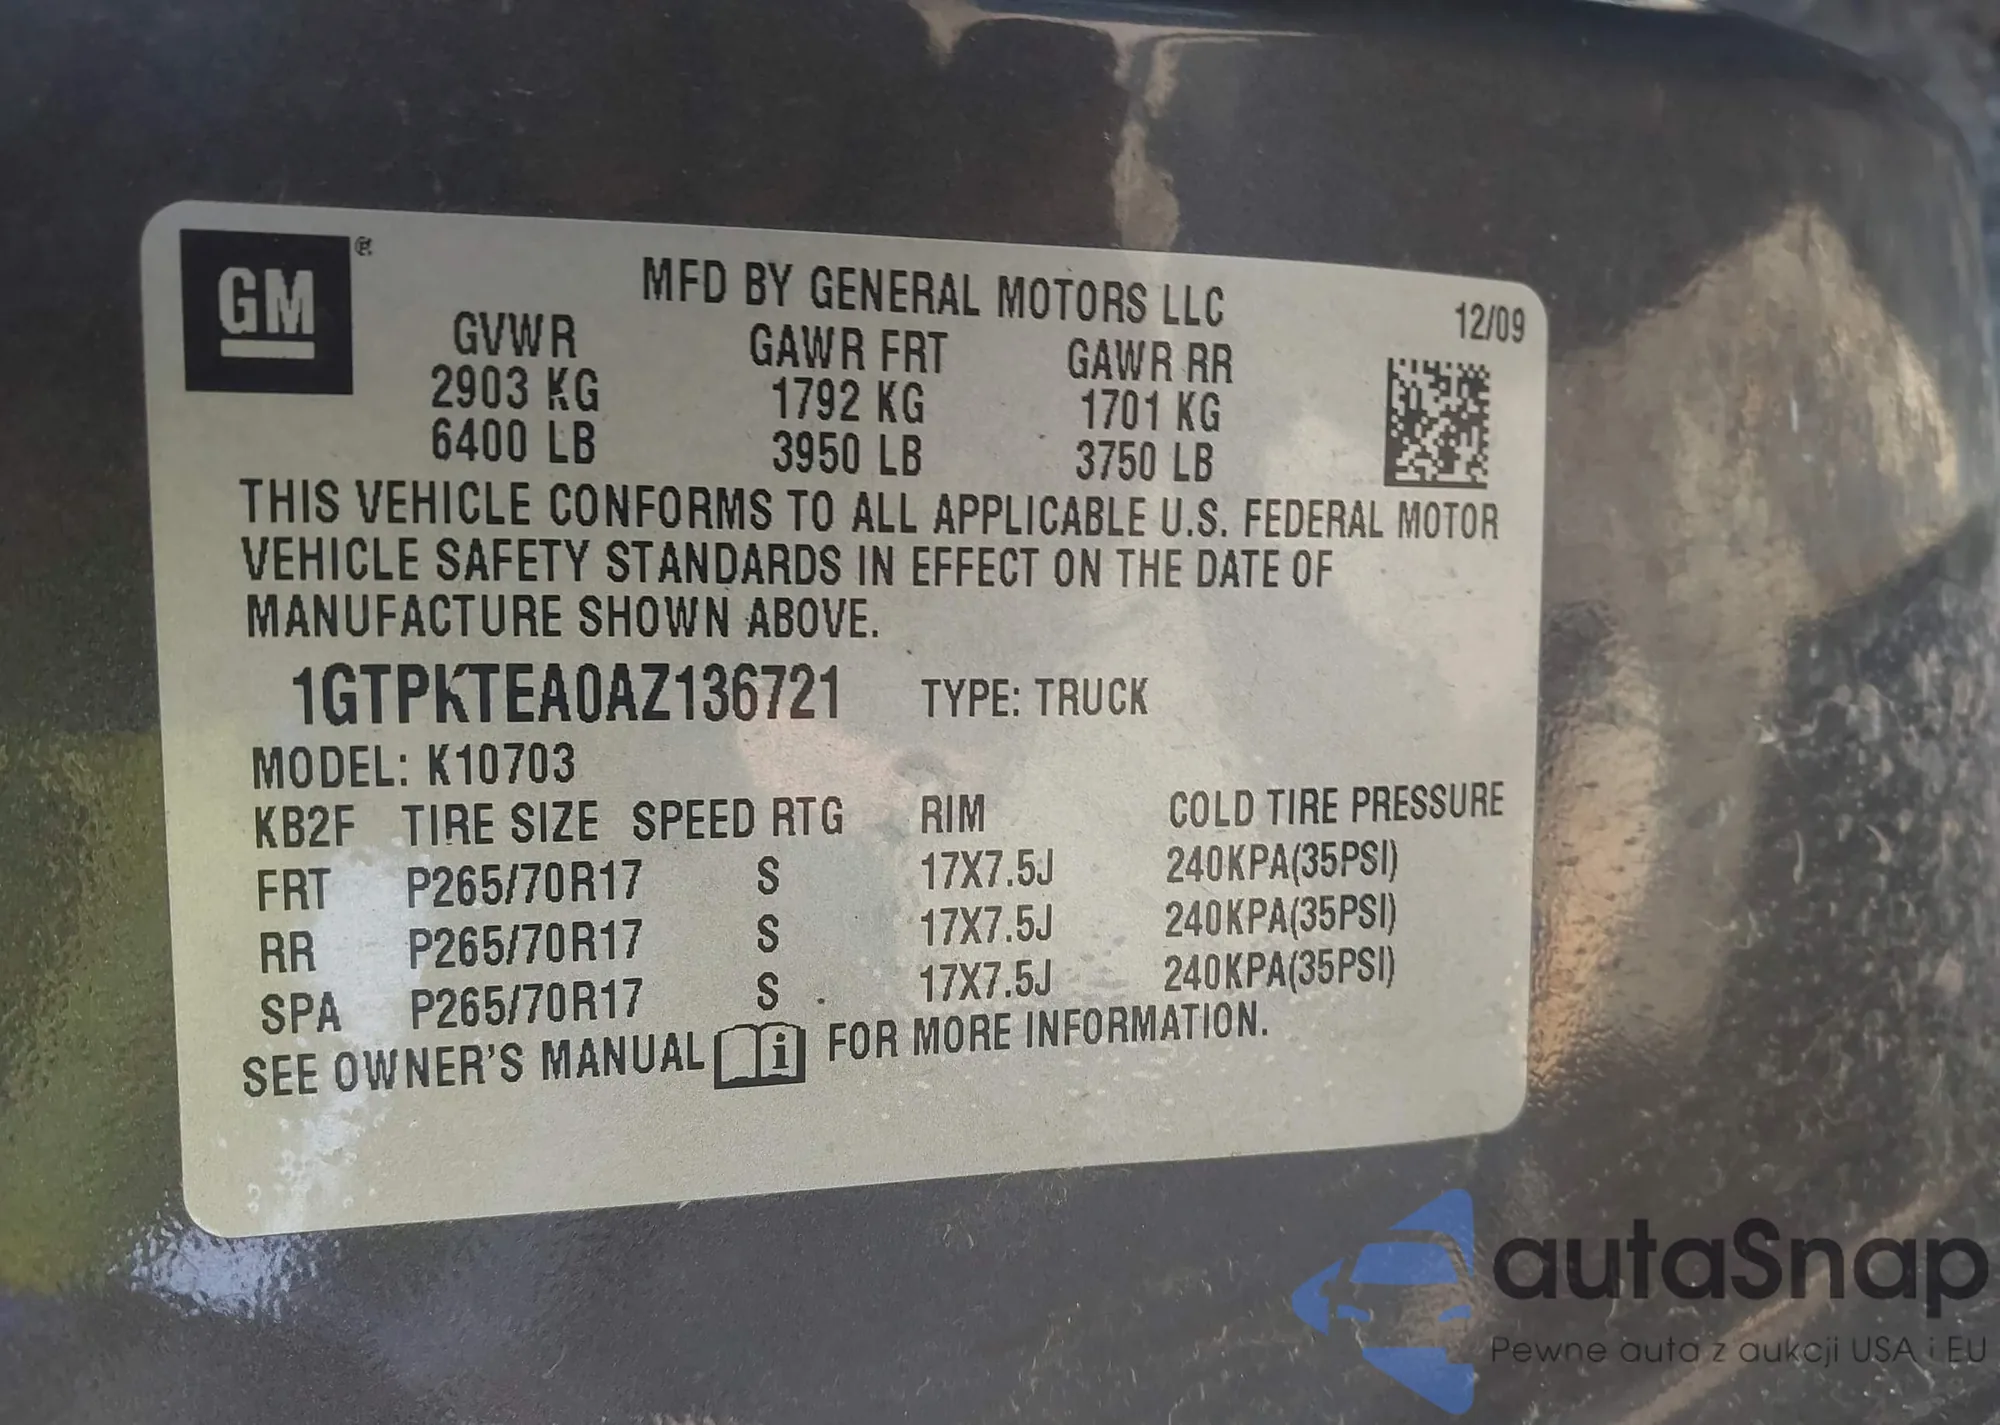 GM®
MFD BY GENERAL MOTORS LLC
12/09
GVWR GAWR FRT GAWR RR
2903 KG 1792 KG 1701 KG
6400 LB 3950 LB 3750 LB
THIS VEHICLE CONFORMS TO ALL APPLICABLE U.S. FEDERAL MOTOR
VEHICLE SAFETY STANDARDS IN EFFECT ON THE DATE OF
MANUFACTURE SHOWN ABOVE.
1GTPKTEA0AZ136721 TYPE: TRUCK
MODEL: K10703
KB2F TIRE SIZE SPEED RTG RIM COLD TIRE PRESSURE
FRT P265/70R17 S 17X7.5J 240KPA(35PSI)
RR P265/70R17 S 17X7.5J 240KPA(35PSI)
SPA P265/70R17 S 17X7.5J 240KPA(35PSI)
SEE OWNER'S MANUAL i FOR MORE INFORMATION.
autaSnap
Pewne auta z aukcji USA i EU